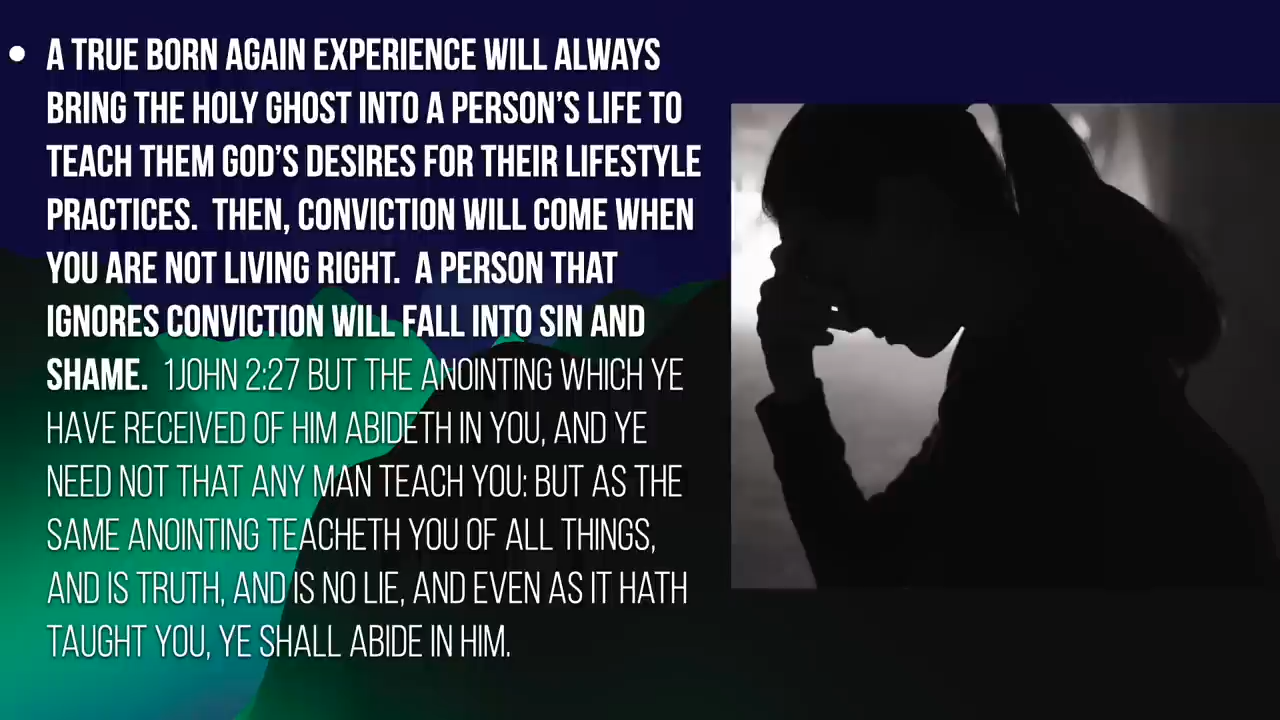 • A TRUE BORN AGAIN EXPERIENCE WILL ALWAYS
BRING THE HOLY GHOST INTO A PERSON’S LIFE TO
TEACH THEM GOD’S DESIRES FOR THEIR LIFESTYLE
PRACTICES.  THEN, CONVICTION WILL COME WHEN
YOU ARE NOT LIVING RIGHT.  A PERSON THAT
IGNORES CONVICTION WILL FALL INTO SIN AND
SHAME.  1JOHN 2:27 BUT THE ANOINTING WHICH YE
HAVE RECEIVED OF HIM ABIDETH IN YOU, AND YE
NEED NOT THAT ANY MAN TEACH YOU: BUT AS THE
SAME ANOINTING TEACHETH YOU OF ALL THINGS,
AND IS TRUTH, AND IS NO LIE, AND EVEN AS IT HATH
TAUGHT YOU, YE SHALL ABIDE IN HIM.